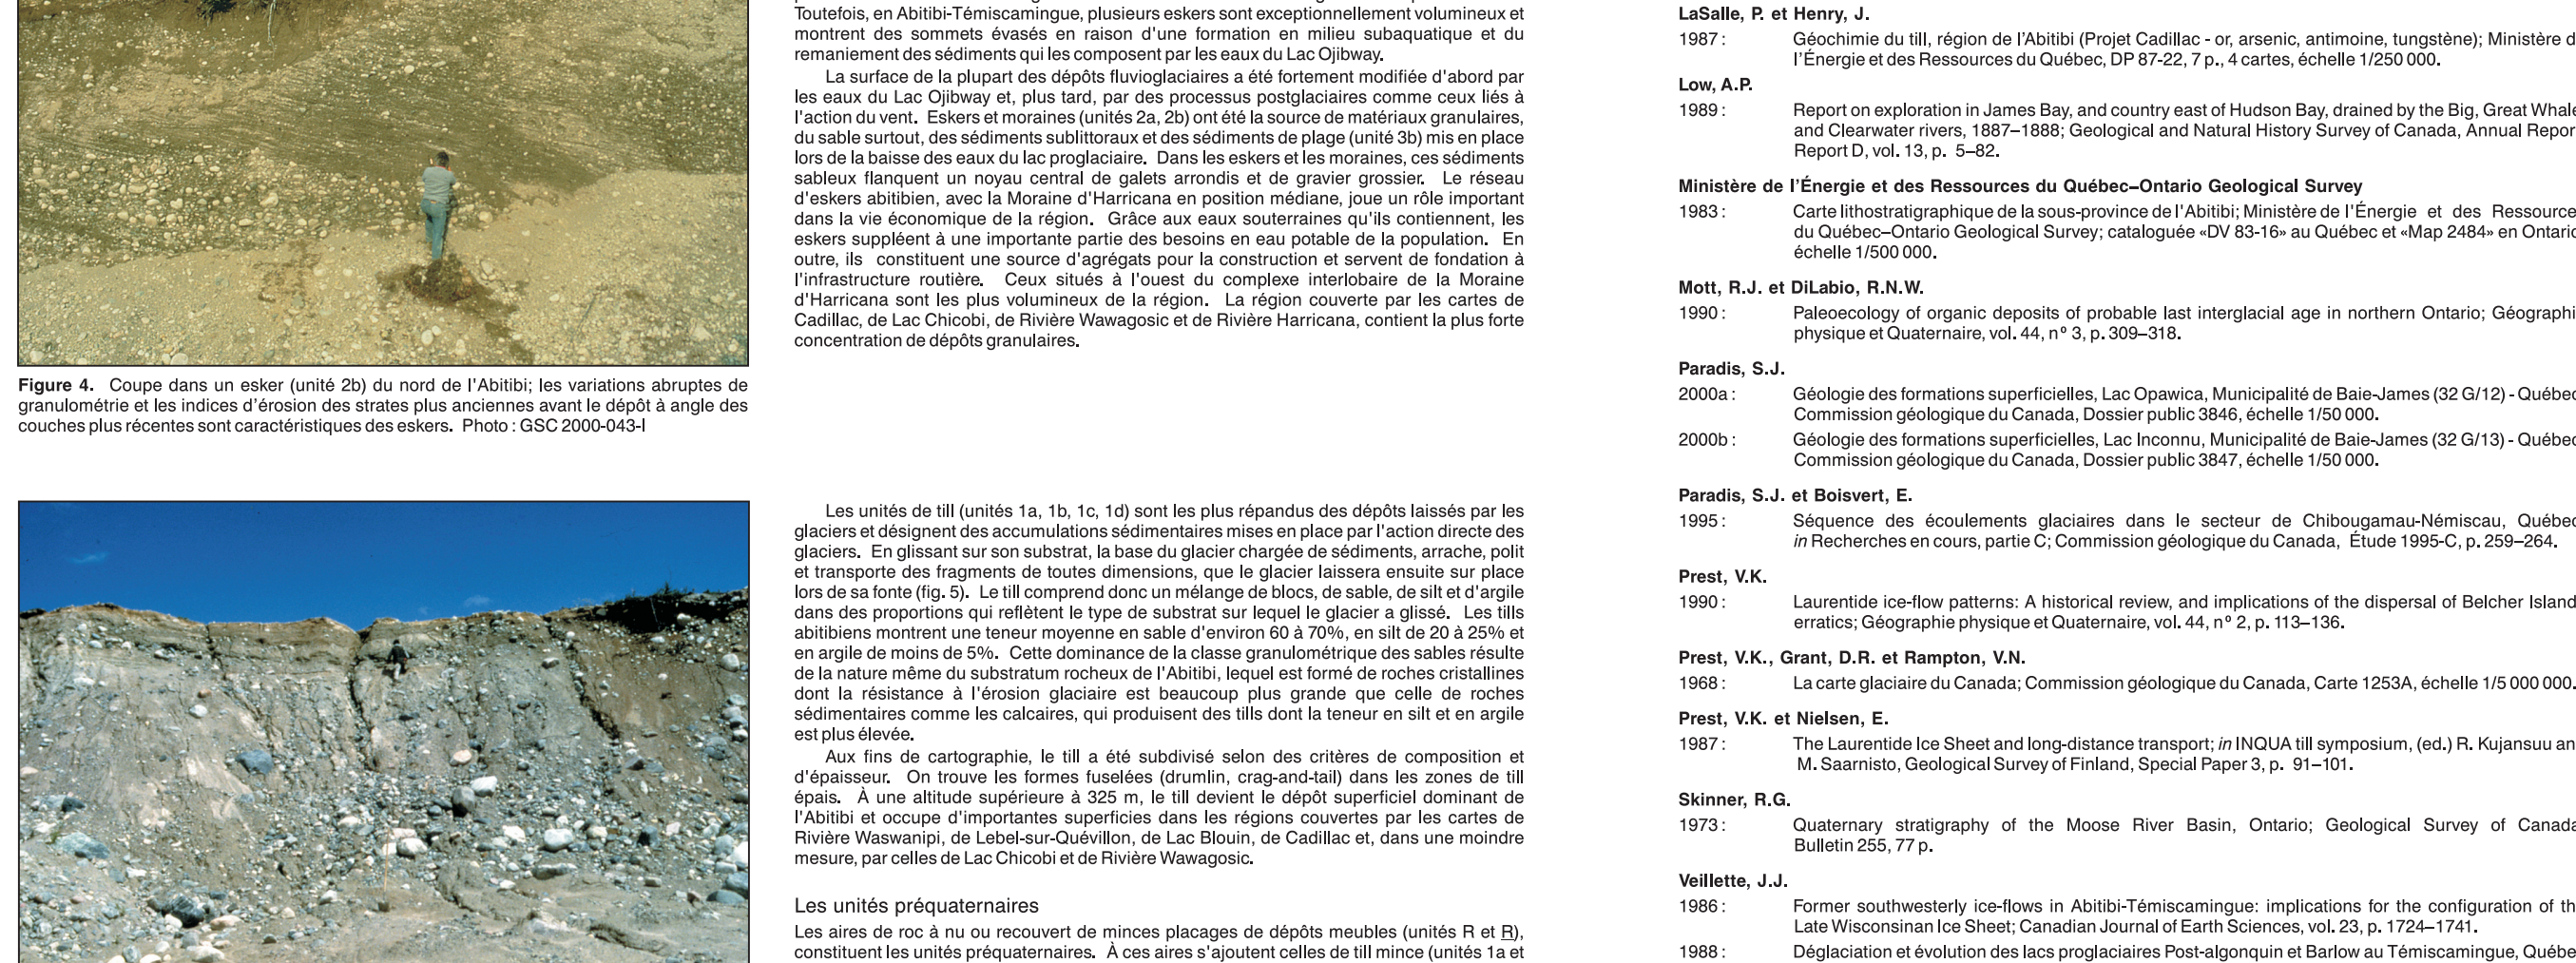 Toutefois, en Abitibi-Témiscamingue, plusieurs eskers sont exceptionnellement volumineux et
montrent des sommets évasés en raison d'une formation en milieu subaquatique et du
remaniement des sédiments qui les composent par les eaux du Lac Ojibway.
La surface de la plupart des dépôts fluvioglaciaires a été fortement modifiée d'abord par
les eaux du Lac Ojibway et, plus tard, par des processus postglaciaires comme ceux liés à
l'action du vent. Eskers et moraines (unités 2a, 2b) ont été la source de matériaux granulaires,
du sable surtout, des sédiments sublittoraux et des sédiments de plage (unité 3b) mis en place
lors de la baisse des eaux du lac proglaciaire. Dans les eskers et les moraines, ces sédiments
sableux flanquent un noyau central de galets arrondis et de gravier grossier. Le réseau
d'eskers abitibien, avec la Moraine d'Harricana en position médiane, joue un rôle important
dans la vie économique de la région. Grâce aux eaux souterraines qu'ils contiennent, les
eskers suppléent à une importante partie des besoins en eau potable de la population. En
outre, ils constituent une source d'agrégats pour la construction et servent de fondation à
l'infrastructure routière. Ceux situés à l'ouest du complexe interlobaire de la Moraine
d'Harricana sont les plus volumineux de la région. La région couverte par les cartes de
Cadillac, de Lac Chicobi, de Rivière Wawagosic et de Rivière Harricana, contient la plus forte
concentration de dépôts granulaires.
Figure 4. Coupe dans un esker (unité 2b) du nord de l'Abitibi; les variations abruptes de
granulométrie et les indices d'érosion des strates plus anciennes avant le dépôt à angle des
couches plus récentes sont caractéristiques des eskers. Photo : GSC 2000-043-I
Les unités de till (unités 1a, 1b, 1c, 1d) sont les plus répandus des dépôts laissés par les
glaciers et désignent des accumulations sédimentaires mises en place par l'action directe des
glaciers. En glissant sur son substrat, la base du glacier chargée de sédiments, arrache, polit
et transporte des fragments de toutes dimensions, que le glacier laissera ensuite sur place
lors de sa fonte (fig. 5). Le till comprend donc un mélange de blocs, de sable, de silt et d'argile
dans des proportions qui reflètent le type de substrat sur lequel le glacier a glissé. Les tills
abitibiens montrent une teneur moyenne en sable d'environ 60 à 70%, en silt de 20 à 25% et
en argile de moins de 5%. Cette dominance de la classe granulométrique des sables résulte
de la nature même du substratum rocheux de l'Abitibi, lequel est formé de roches cristallines
dont la résistance à l'érosion glaciaire est beaucoup plus grande que celle de roches
sédimentaires comme les calcaires, qui produisent des tills dont la teneur en silt et en argile
est plus élevée.
Aux fins de cartographie, le till a été subdivisé selon des critères de composition et
d'épaisseur. On trouve les formes fuselées (drumlin, crag-and-tail) dans les zones de till
épais. À une altitude supérieure à 325 m, le till devient le dépôt superficiel dominant de
l'Abitibi et occupe d'importantes superficies dans les régions couvertes par les cartes de
Rivière Waswanipi, de Lebel-sur-Quévillon, de Lac Blouin, de Cadillac et, dans une moindre
mesure, par celles de Lac Chicobi et de Rivière Wawagosic.
Les unités préquaternaires
Les aires de roc à nu ou recouvert de minces placages de dépôts meubles (unités R et R),
constituent les unités préquaternaires. À ces aires s'ajoutent celles de till mince (unités 1a et
LaSalle, P. et Henry, J.
1987 : Géochimie du till, région de l'Abitibi (Projet Cadillac - or, arsenic, antimoine, tungstène); Ministère d
l'Énergie et des Ressources du Québec, DP 87-22, 7 p., 4 cartes, échelle 1/250 000.
Low, A.P.
1989 : Report on exploration in James Bay, and country east of Hudson Bay, drained by the Big, Great Whale
and Clearwater rivers, 1887–1888; Geological and Natural History Survey of Canada, Annual Repor
Report D, vol. 13, p. 5–82.
Ministère de l'Énergie et des Ressources du Québec–Ontario Geological Survey
1983 : Carte lithostratigraphique de la sous-province de l'Abitibi; Ministère de l'Énergie et des Ressource
du Québec–Ontario Geological Survey; cataloguée «DV 83-16» au Québec et «Map 2484» en Ontario
échelle 1/500 000.
Mott, R.J. et DiLabio, R.N.W.
1990 : Paleoecology of organic deposits of probable last interglacial age in northern Ontario; Géographi
physique et Quaternaire, vol. 44, nº 3, p. 309–318.
Paradis, S.J.
2000a : Géologie des formations superficielles, Lac Opawica, Municipalité de Baie-James (32 G/12) - Québec
Commission géologique du Canada, Dossier public 3846, échelle 1/50 000.
2000b : Géologie des formations superficielles, Lac Inconnu, Municipalité de Baie-James (32 G/13) - Québec
Commission géologique du Canada, Dossier public 3847, échelle 1/50 000.
Paradis, S.J. et Boisvert, E.
1995 : Séquence des écoulements glaciaires dans le secteur de Chibougamau-Némiscau, Québec
in Recherches en cours, partie C; Commission géologique du Canada, Étude 1995-C, p. 259–264.
Prest, V.K.
1990 : Laurentide ice-flow patterns: A historical review, and implications of the dispersal of Belcher Island
erratics; Géographie physique et Quaternaire, vol. 44, nº 2, p. 113–136.
Prest, V.K., Grant, D.R. et Rampton, V.N.
1968 : La carte glaciaire du Canada; Commission géologique du Canada, Carte 1253A, échelle 1/5 000 000.
Prest, V.K. et Nielsen, E.
1987 : The Laurentide Ice Sheet and long-distance transport; in INQUA till symposium, (ed.) R. Kujansuu an
M. Saarnisto, Geological Survey of Finland, Special Paper 3, p. 91–101.
Skinner, R.G.
1973 : Quaternary stratigraphy of the Moose River Basin, Ontario; Geological Survey of Canada
Bulletin 255, 77 p.
Veillette, J.J.
1986 : Former southwesterly ice-flows in Abitibi-Témiscamingue: implications for the configuration of th
Late Wisconsinan Ice Sheet; Canadian Journal of Earth Sciences, vol. 23, p. 1724–1741.
1988 : Déglaciation et évolution des lacs proglaciaires Post-algonquin et Barlow au Témiscamingue, Québe